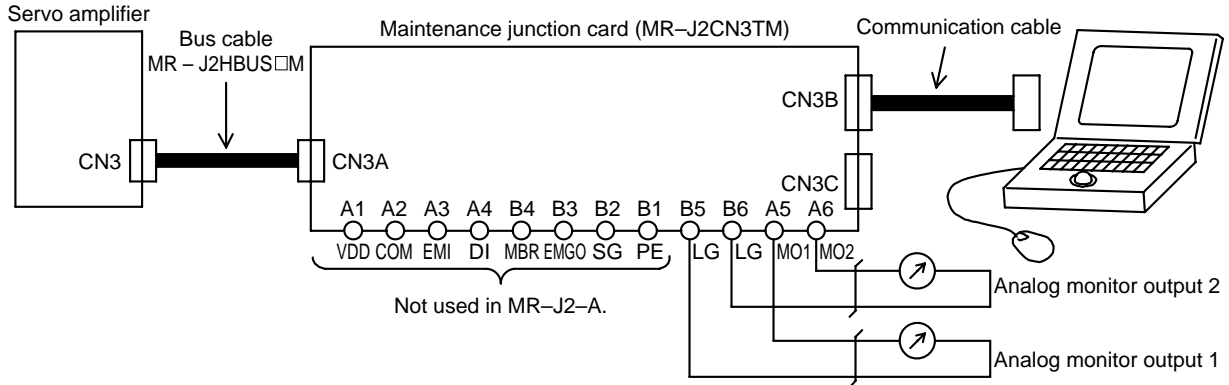 Servo amplifier
Bus cable
MR – J2HBUS□M
Maintenance junction card (MR–J2CN3TM)
Communication cable
CN3B
CN3
CN3A
CN3C
A1 A2 A3 A4 B4 B3 B2 B1 B5 B6 A5 A6
VDD COM EMI DI MBR EMGO SG PE LG LG MO1 MO2
Not used in MR–J2–A.
Analog monitor output 2
Analog monitor output 1